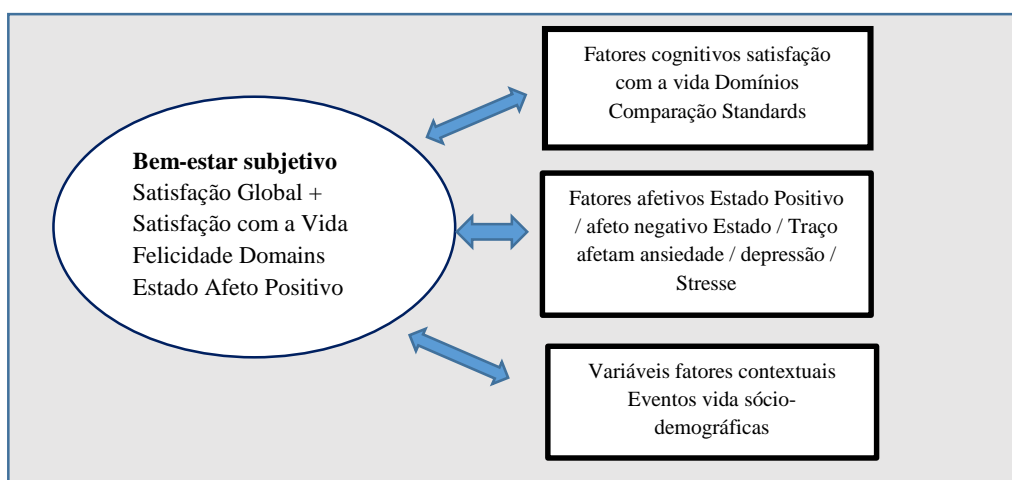 Bem-estar subjetivo
Satisfação Global +
Satisfação com a Vida
Felicidade Domains
Estado Afeto Positivo
Fatores cognitivos satisfação
com a vida Domínios
Comparação Standards
Fatores afetivos Estado Positivo
/ afeto negativo Estado / Traço
afetam ansiedade / depressão /
Stresse
Variáveis fatores contextuais
Eventos vida sócio-
demográficas